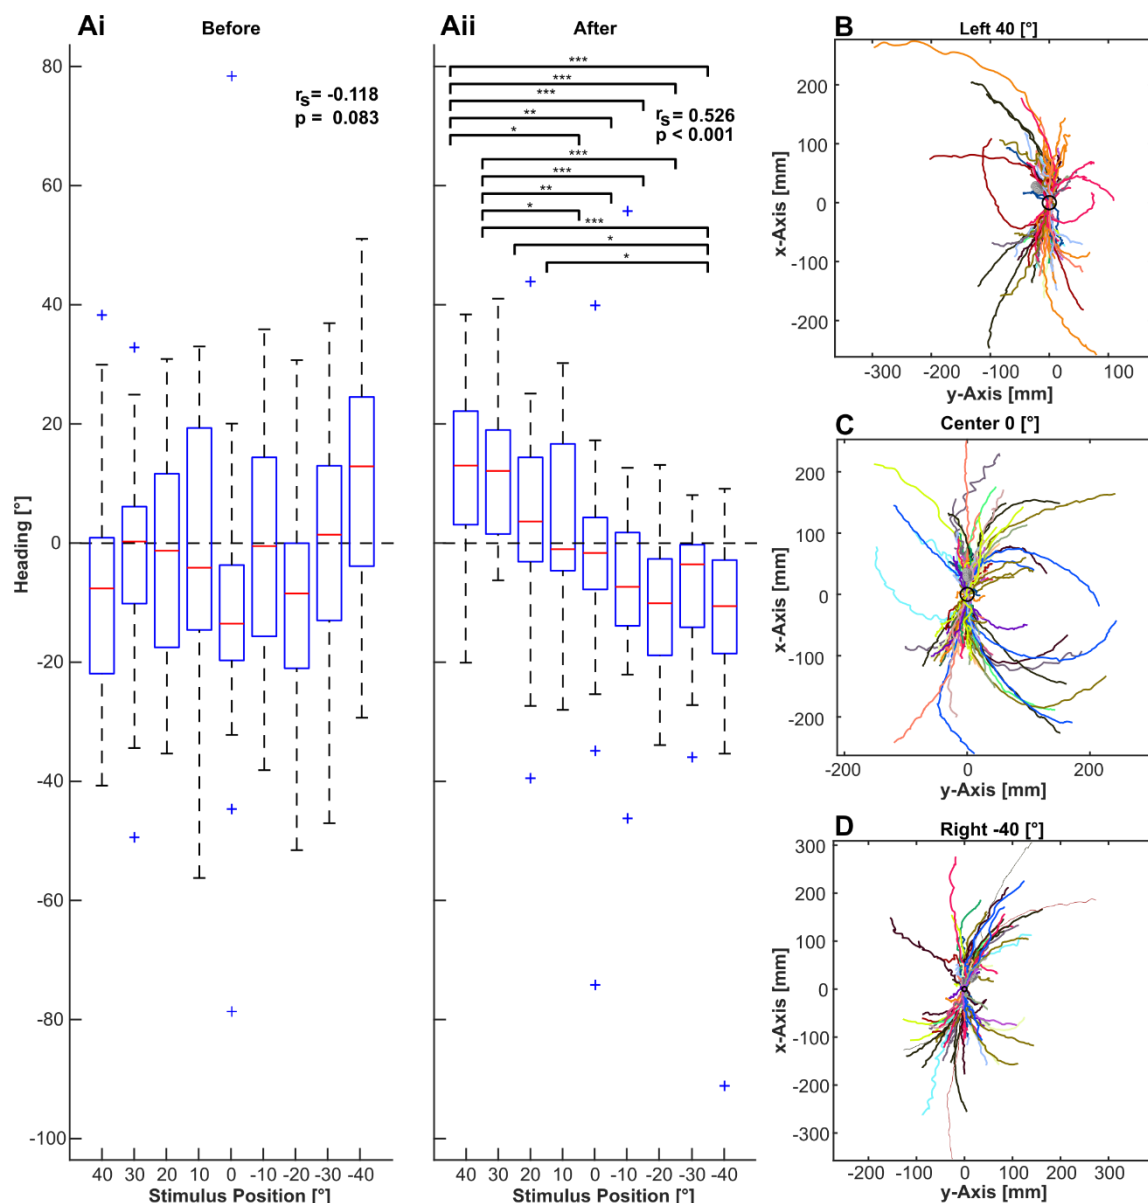 Ai
Before
Aii
After
B
Left 40 [°]
80
60
40
20
0
-20
-40
-60
-80
-100
Heading [°]
r_s = -0.118
p = 0.083
***
***
***
**
*
***
***
**
*
***
*
*
r_s = 0.526
p < 0.001
40 30 20 10 0 -10 -20 -30 -40
Stimulus Position [°]
40 30 20 10 0 -10 -20 -30 -40
Stimulus Position [°]
200
100
0
-100
-200
x-Axis [mm]
-300 -200 -100 0 100
y-Axis [mm]
C
Center 0 [°]
200
100
0
-100
-200
x-Axis [mm]
-200 0 200
y-Axis [mm]
D
Right -40 [°]
300
200
100
0
-100
-200
-300
x-Axis [mm]
-200 -100 0 100 200 300
y-Axis [mm]